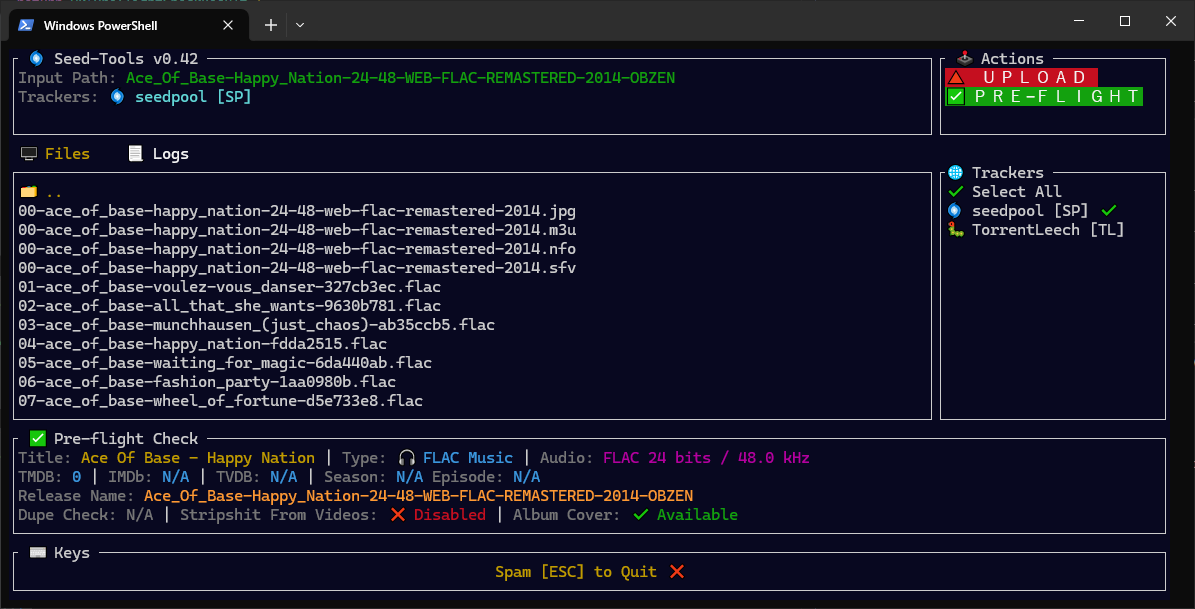 Windows PowerShell
Seed-Tools v0.42
Input Path: Ace_Of_Base-Happy_Nation-24-48-WEB-FLAC-REMASTERED-2014-OBZEN
Trackers: seedpool [SP]
Actions
UPLOAD
PRE-FLIGHT
Files Logs
..
00-ace_of_base-happy_nation-24-48-web-flac-remastered-2014.jpg
00-ace_of_base-happy_nation-24-48-web-flac-remastered-2014.m3u
00-ace_of_base-happy_nation-24-48-web-flac-remastered-2014.nfo
00-ace_of_base-happy_nation-24-48-web-flac-remastered-2014.sfv
01-ace_of_base-voulez-vous_danser-327cb3ec.flac
02-ace_of_base-all_that_she_wants-9630b781.flac
03-ace_of_base-munchhausen_(just_chaos)-ab35ccb5.flac
04-ace_of_base-happy_nation-fdda2515.flac
05-ace_of_base-waiting_for_magic-6da440ab.flac
06-ace_of_base-fashion_party-1aa0980b.flac
07-ace_of_base-wheel_of_fortune-d5e733e8.flac
Trackers
Select All
seedpool [SP]
TorrentLeech [TL]
Pre-flight Check
Title: Ace Of Base - Happy Nation | Type: FLAC Music | Audio: FLAC 24 bits / 48.0 kHz
TMDB: 0 | IMDb: N/A | TVDB: N/A | Season: N/A Episode: N/A
Release Name: Ace_Of_Base-Happy_Nation-24-48-WEB-FLAC-REMASTERED-2014-OBZEN
Dupe Check: N/A | Stripshit From Videos: Disabled | Album Cover: Available
Keys
Spam [ESC] to Quit